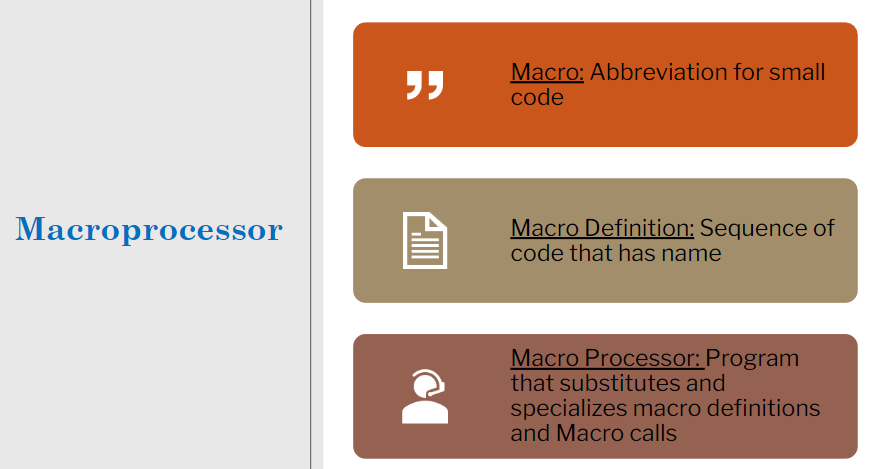 Macroprocessor
Macro: Abbreviation for small
code
Macro Definition: Sequence of
code that has name
Macro Processor: Program
that substitutes and
specializes macro definitions
and Macro calls